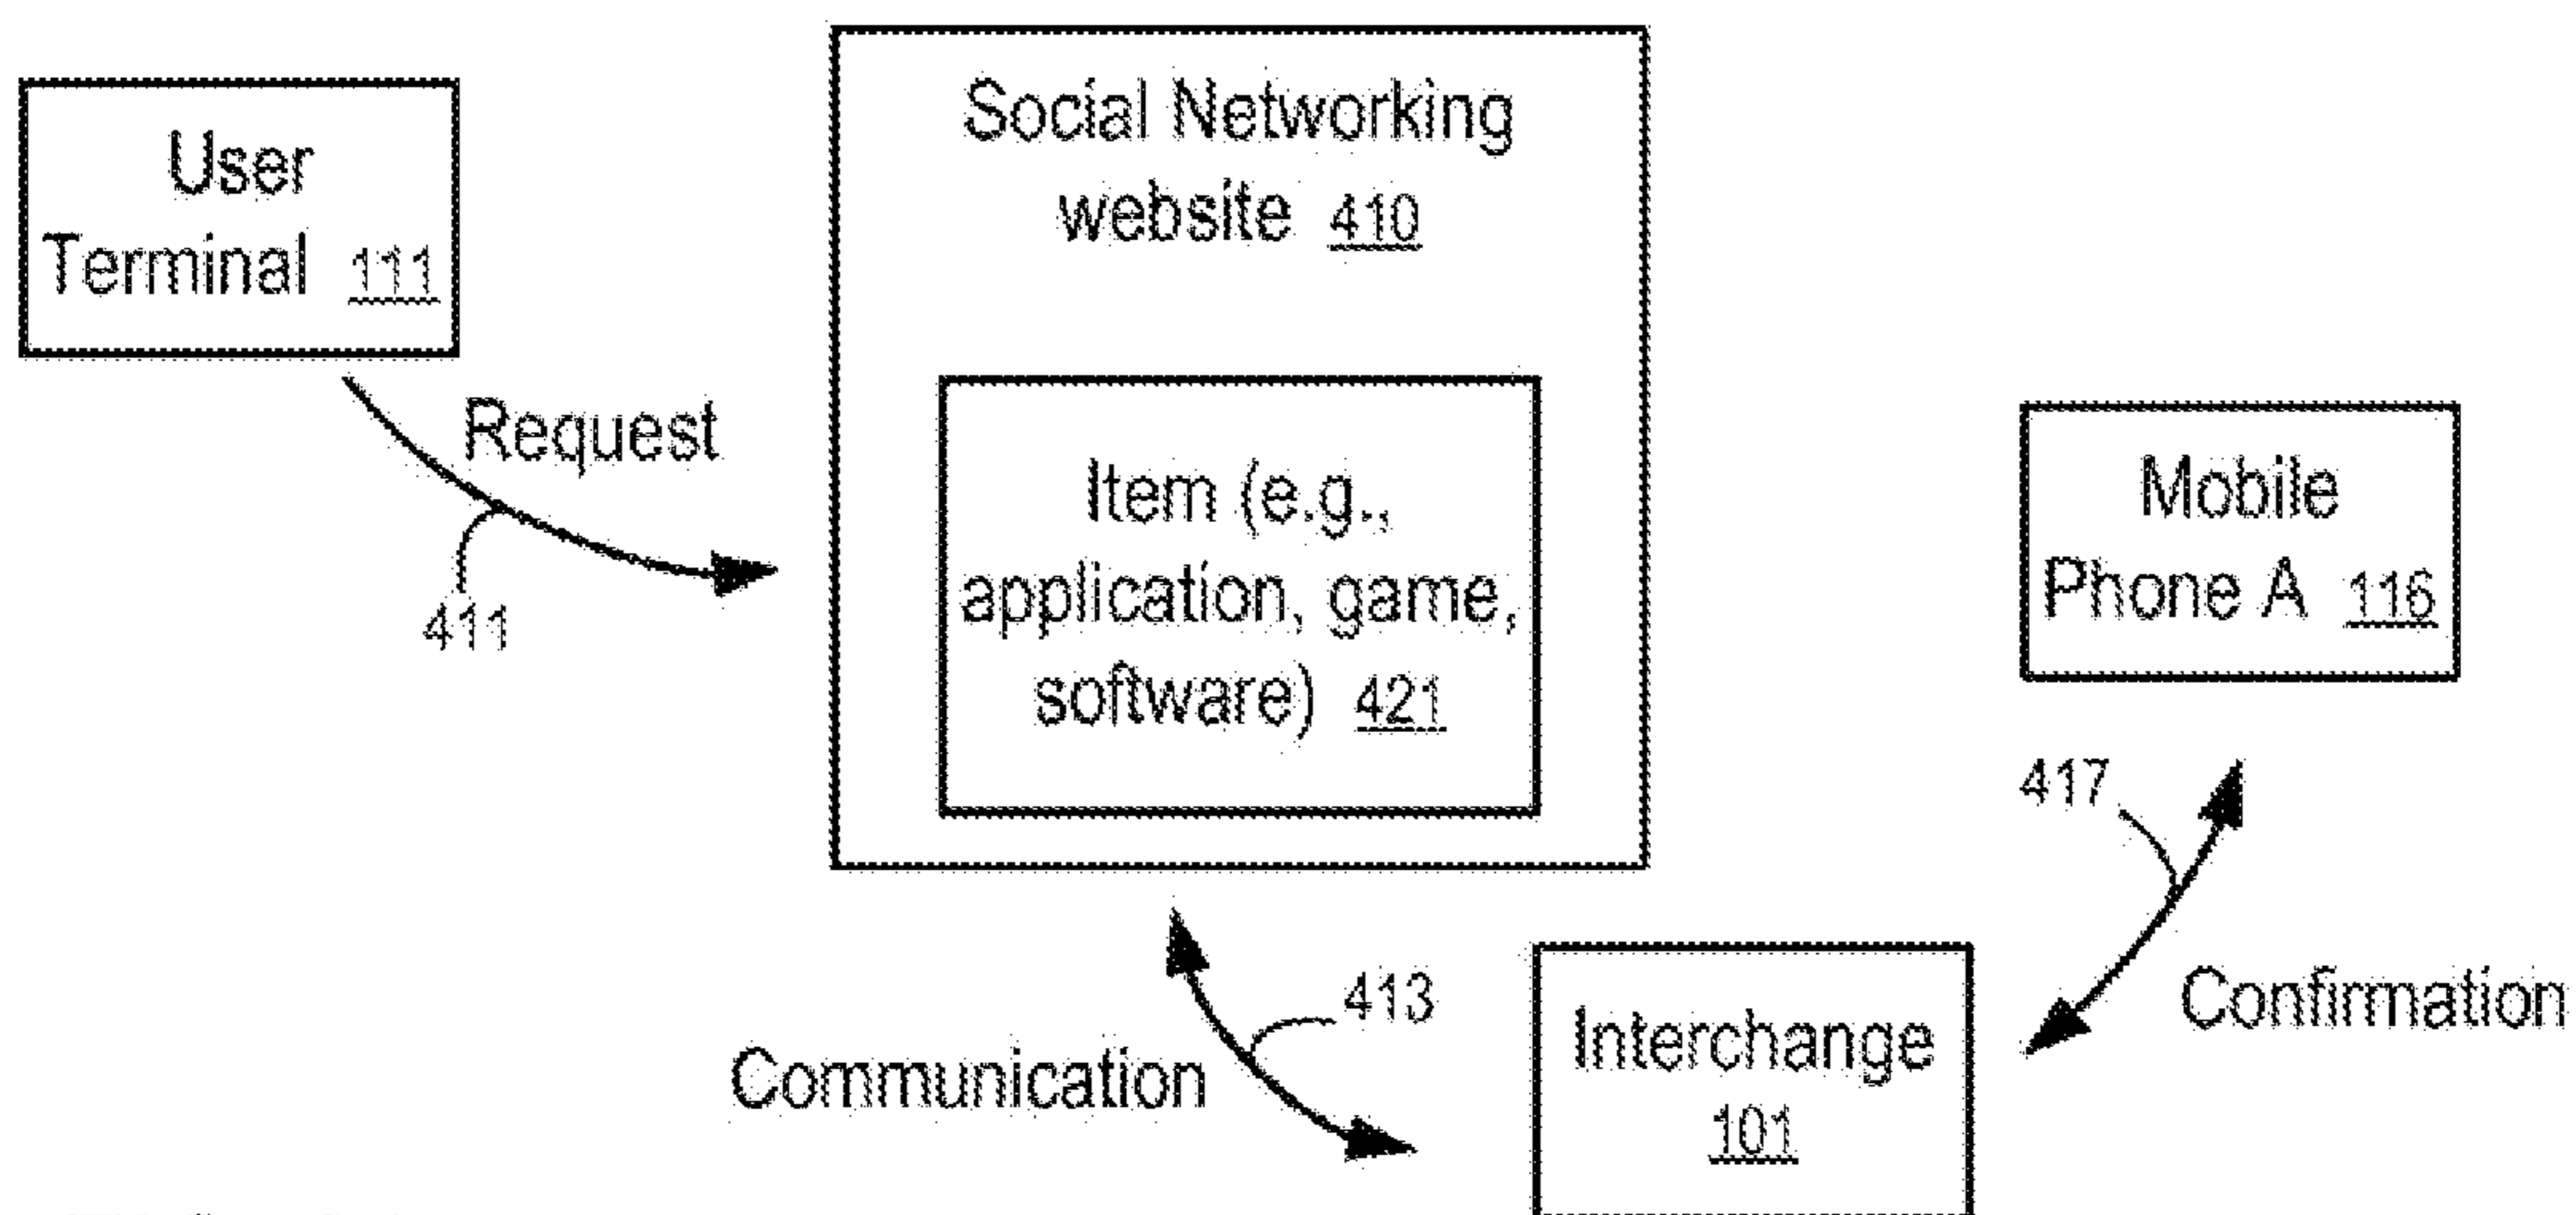 User
Terminal 111
Social Networking
website 410
Request
411
Item (e.g.,
application, game,
software) 421
Mobile
Phone A 116
417
Confirmation
413
Communication
Interchange
101